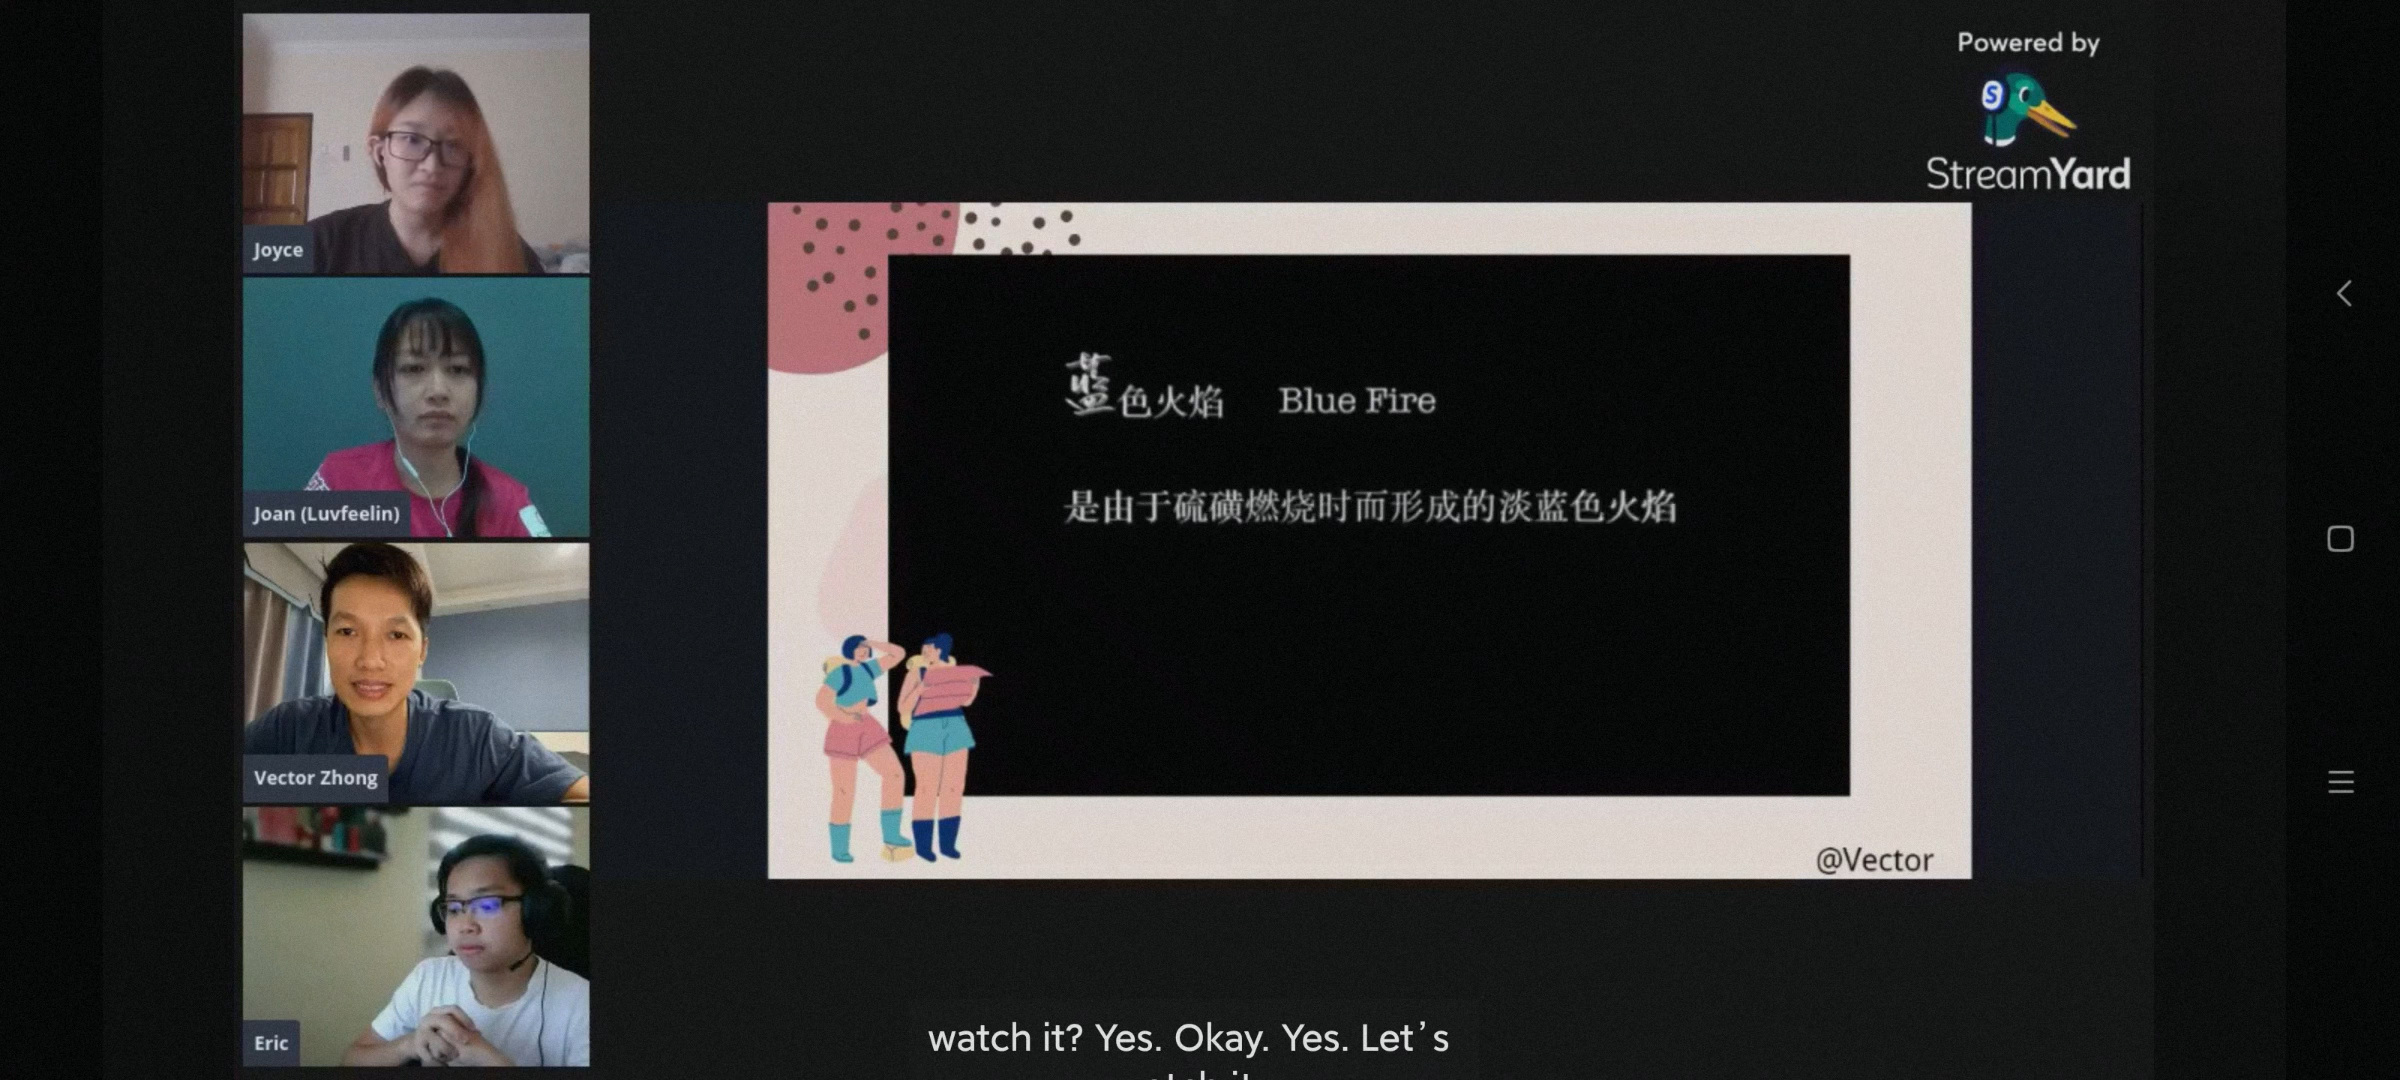 Powered by
S
StreamYard
Joyce
Joan (Luvfeelin)
Vector Zhong
Eric
蓝色火焰 Blue Fire
是由于硫磺燃烧时而形成的淡蓝色火焰
@Vector
watch it? Yes. Okay. Yes. Let’s